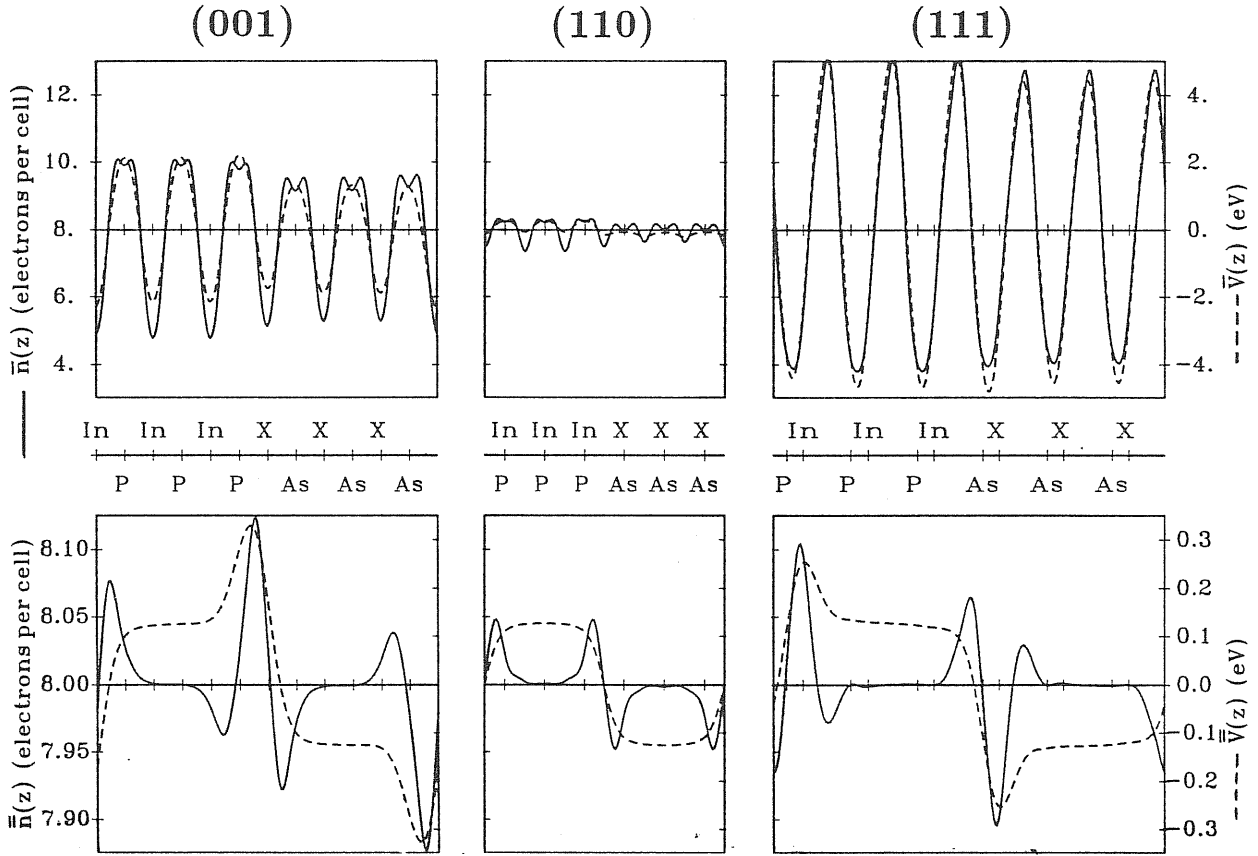 (001) (110) (111)
n̄(z) (electrons per cell)
12.
10.
8.
6.
4.
4.
2.
0.
−2.
−4.
V̄(z) (eV)
In In In X X X
P P P As As As
In In In X X X
P P P As As As
In In In X X X
P P P As As As
n̿(z) (electrons per cell)
8.10
8.05
8.00
7.95
7.90
0.3
0.2
0.1
0.0
−0.1
−0.2
−0.3
V̿(z) (eV)